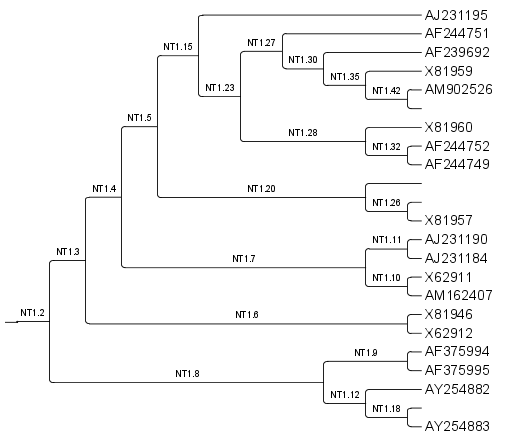 AJ231195
AF244751
NT1.27
NT1.15
AF239692
NT1.30
X81959
NT1.35
NT1.23
AM902526
NT1.42
NT1.5
X81960
NT1.28
AF244752
NT1.32
AF244749
NT1.4
NT1.20
NT1.26
X81957
AJ231190
NT1.11
NT1.3
AJ231184
NT1.7
X62911
NT1.10
AM162407
NT1.2
X81946
NT1.6
X62912
AF375994
NT1.9
AF375995
NT1.8
AY254882
NT1.12
NT1.18
AY254883